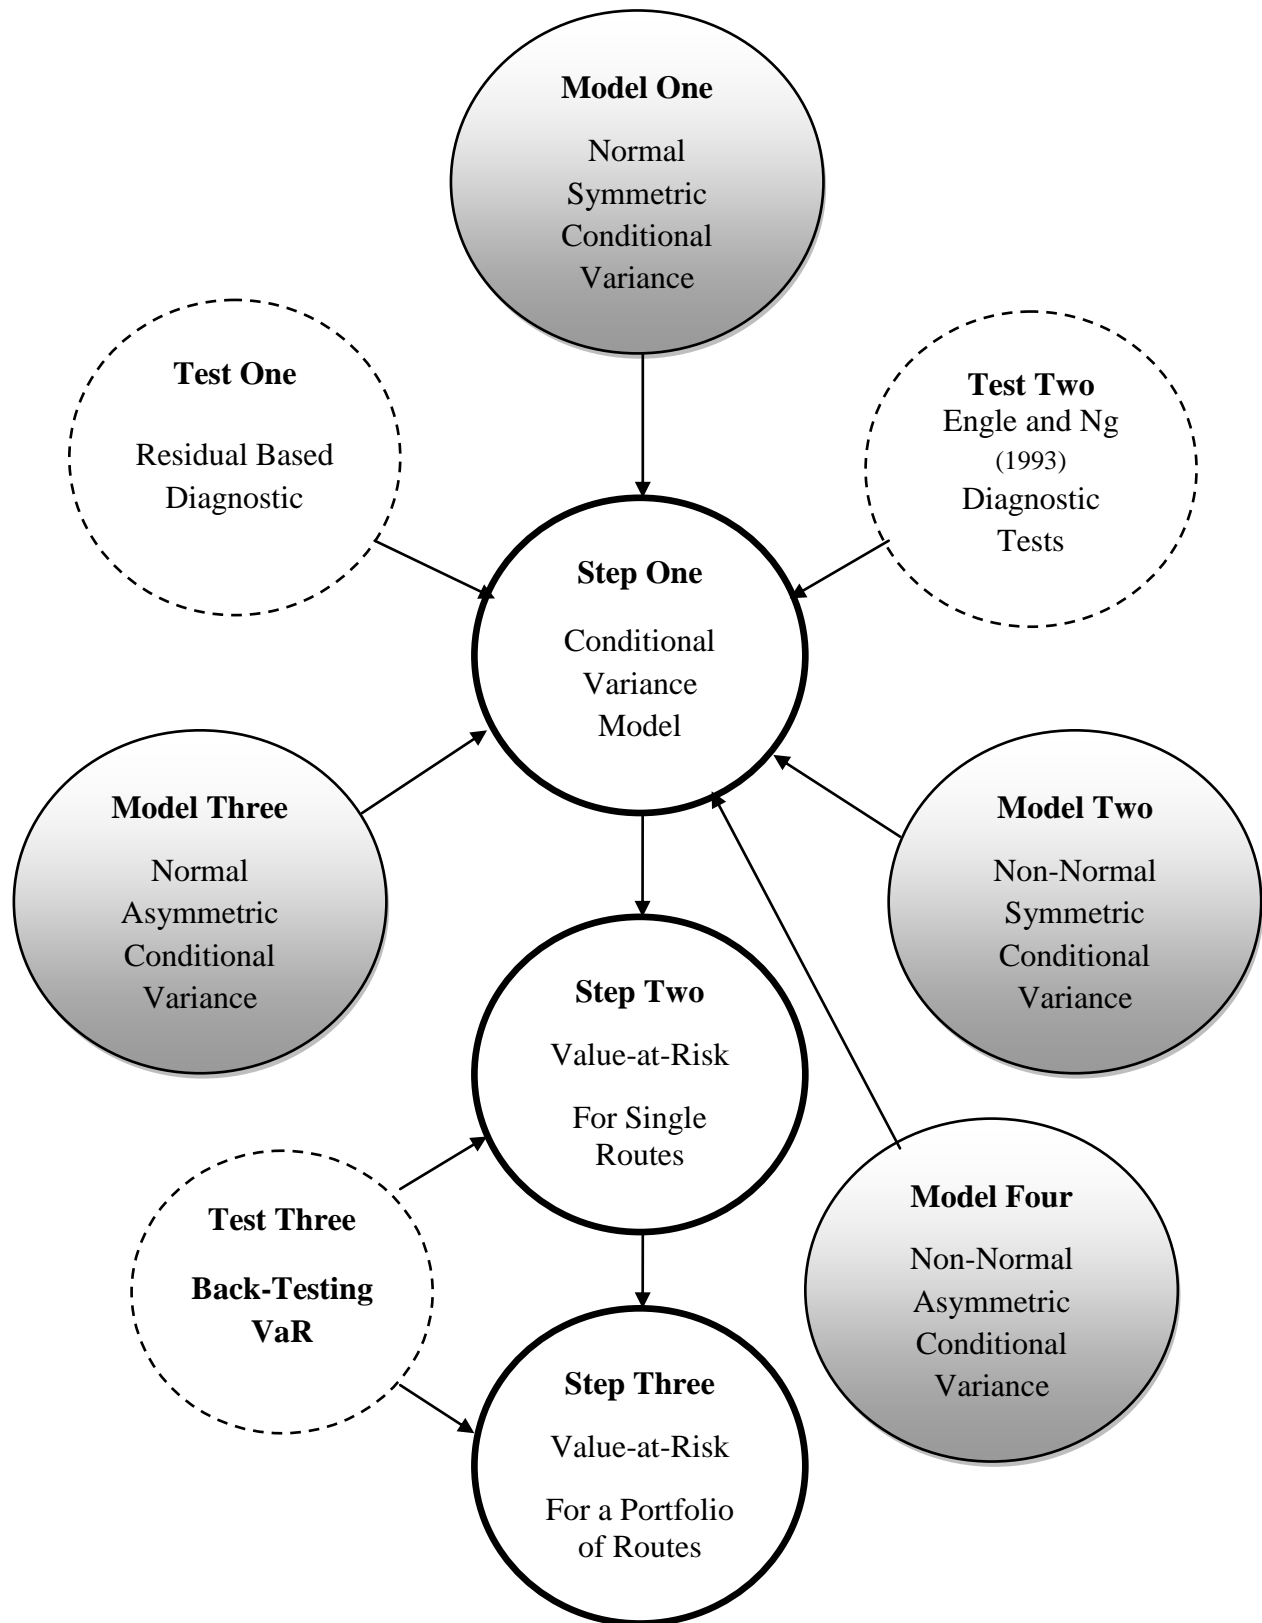 Model One
Normal
Symmetric
Conditional
Variance
Test One
Residual Based
Diagnostic
Test Two
Engle and Ng
(1993)
Diagnostic
Tests
Step One
Conditional
Variance
Model
Model Three
Normal
Asymmetric
Conditional
Variance
Model Two
Non-Normal
Symmetric
Conditional
Variance
Step Two
Value-at-Risk
For Single
Routes
Test Three
Back-Testing
VaR
Model Four
Non-Normal
Asymmetric
Conditional
Variance
Step Three
Value-at-Risk
For a Portfolio
of Routes